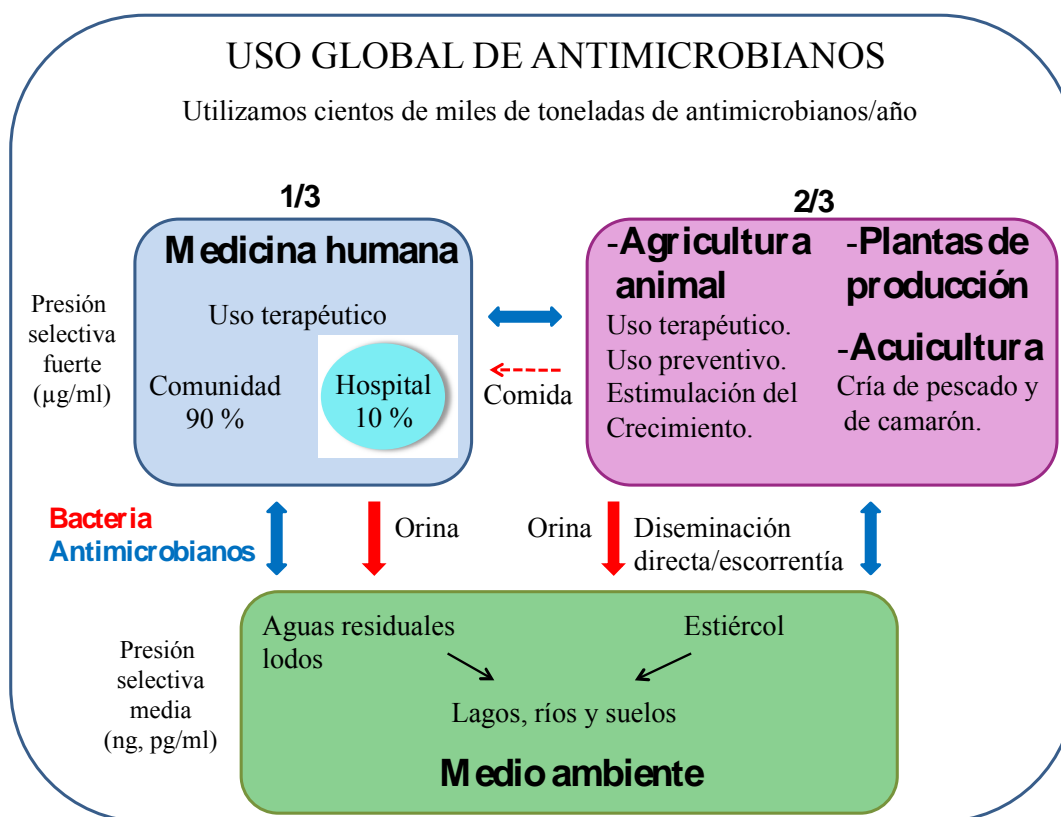 USO GLOBAL DE ANTIMICROBIANOS
Utilizamos cientos de miles de toneladas de antimicrobianos/año
1/3
Medicina humana
Uso terapéutico
Comunidad
90 %
Hospital
10 %
Presión
selectiva
fuerte
(µg/ml)
Comida
2/3
-Agricultura
animal
Uso terapéutico.
Uso preventivo.
Estimulación del
Crecimiento.
-Plantas de
producción
-Acuicultura
Cría de pescado y
de camarón.
Bacteria
Antimicrobianos
Orina
Orina
Diseminación
directa/escorrentía
Presión
selectiva
media
(ng, pg/ml)
Aguas residuales
lodos
Estiércol
Lagos, ríos y suelos
Medio ambiente